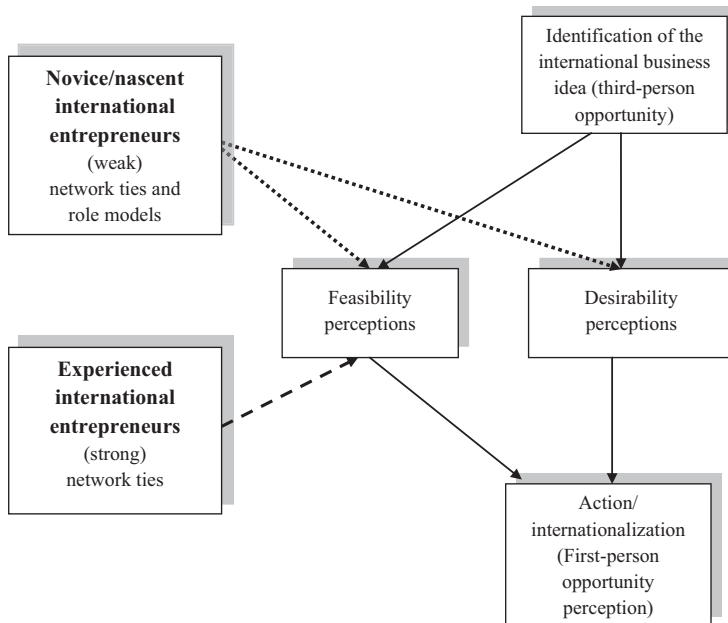 Novice/nascent
international
entrepreneurs
(weak)
network ties and
role models
Identification of the
international business
idea (third-person
opportunity)
Feasibility
perceptions
Desirability
perceptions
Experienced
international
entrepreneurs
(strong)
network ties
Action/
internationalization
(First-person
opportunity
perception)